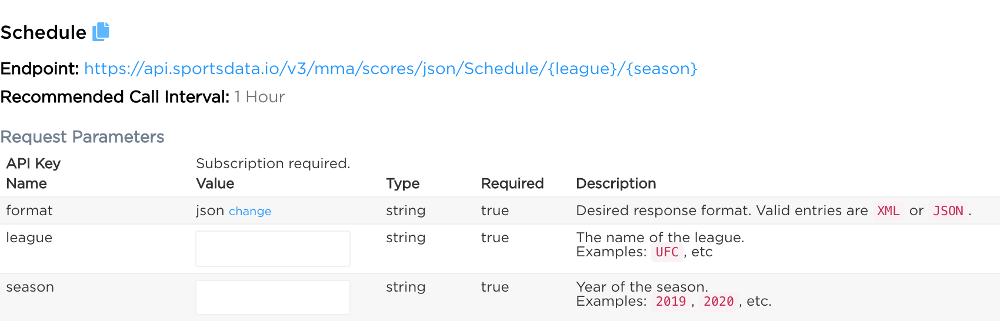 Schedule
Endpoint: https://api.sportsdata.io/v3/mma/scores/json/Schedule/{league}/{season}
Recommended Call Interval: 1 Hour
Request Parameters
API Key Subscription required.
Name Value Type Required Description
format json change string true Desired response format. Valid entries are XML or JSON .
league string true The name of the league.
Examples: UFC , etc
season string true Year of the season.
Examples: 2019 , 2020 , etc.